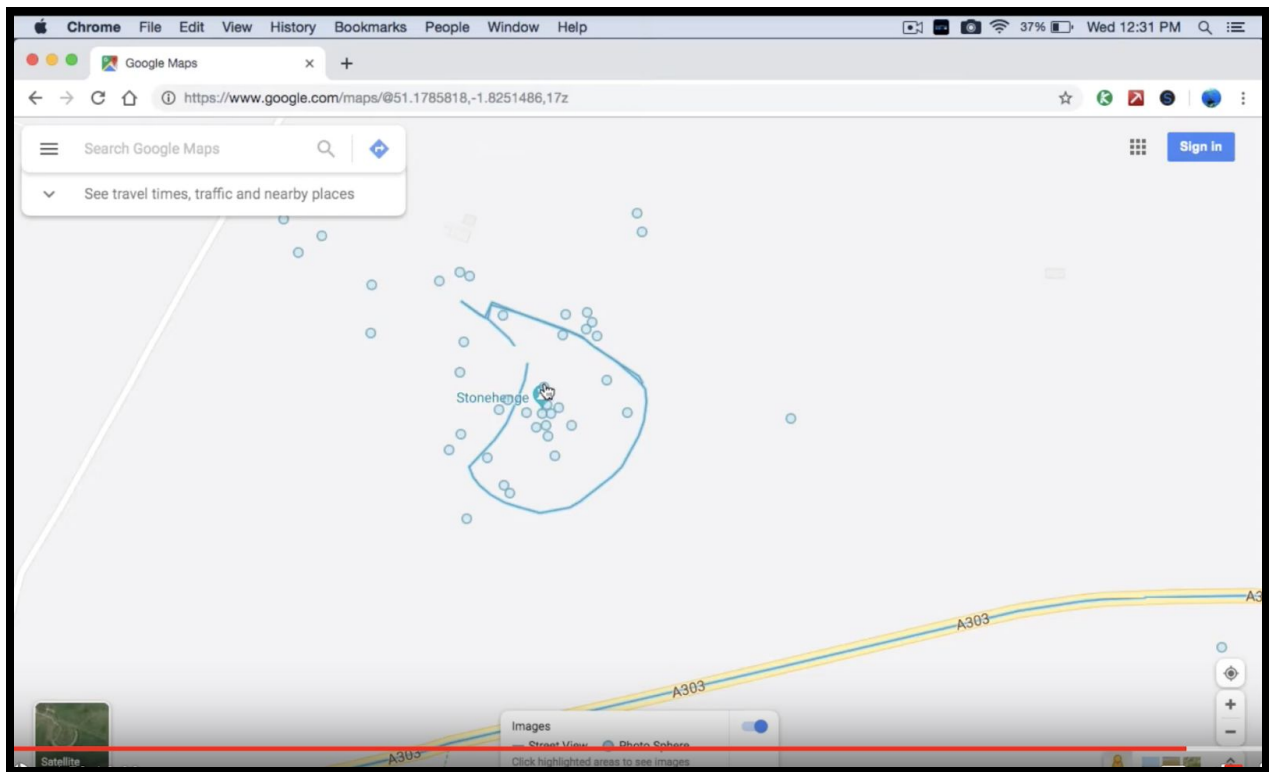 Chrome File Edit View History Bookmarks People Window Help 37% Wed 12:31 PM
Google Maps
https://www.google.com/maps/@51.1785818,-1.8251486,17z
Search Google Maps
Sign in
See travel times, traffic and nearby places
Stonehenge
A3
A303
A303
Images
Street View Photo Sphere
A303
Satellite
Click highlighted areas to see images